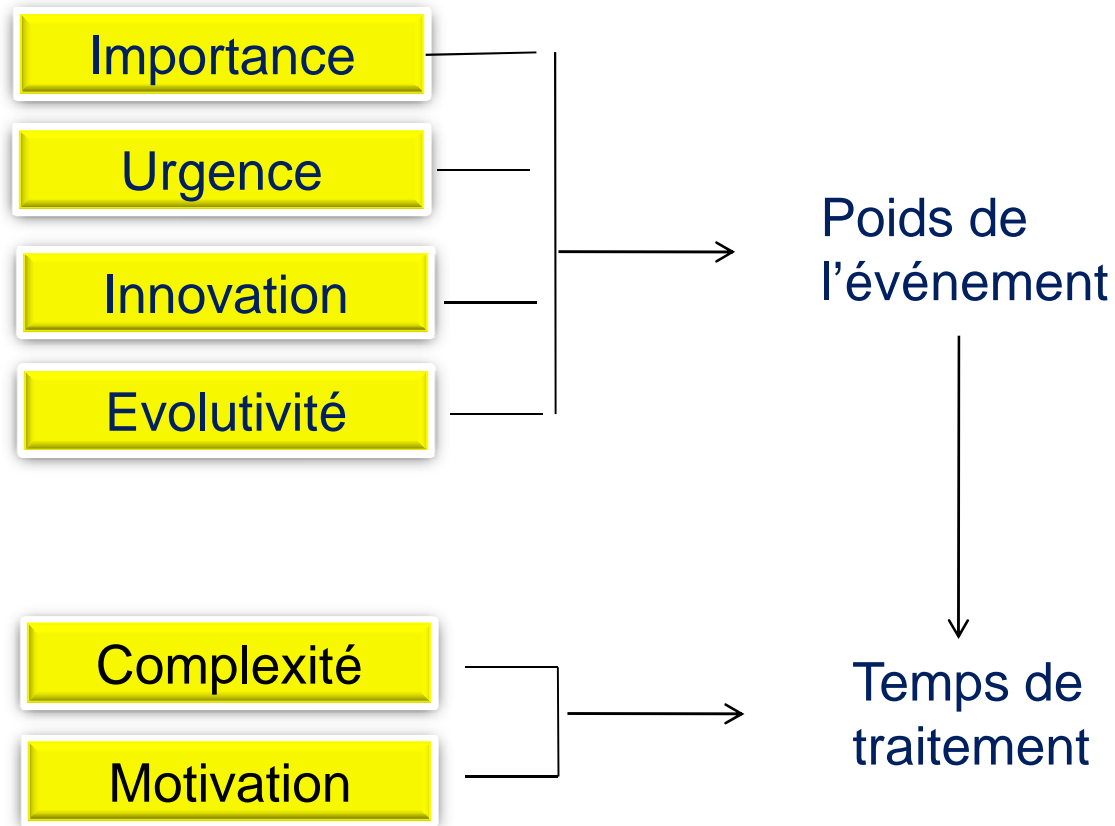 Importance
Urgence
Innovation
Evolutivité
Poids de
l’événement
Complexité
Motivation
Temps de
traitement